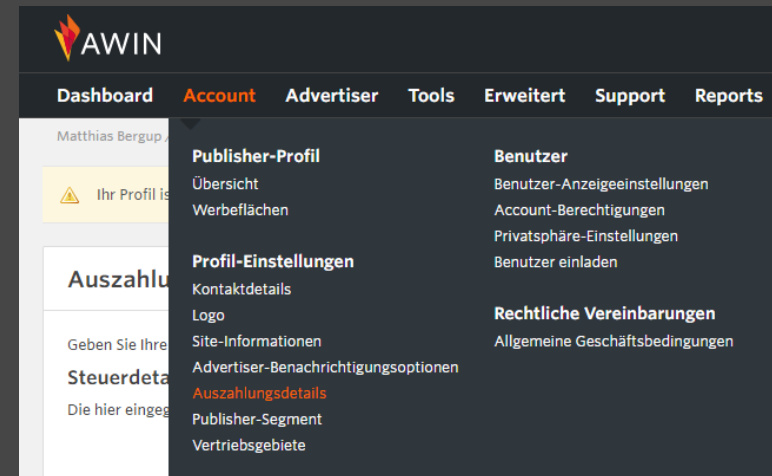 AWIN
Dashboard Account Advertiser Tools Erweitert Support Reports
Matthias Bergup /
Ihr Profil is
Auszahlu
Geben Sie Ihre
Steuerdeta
Die hier eingeg
Publisher-Profil
Übersicht
Werbeflächen
Profil-Einstellungen
Kontaktdetails
Logo
Site-Informationen
Advertiser-Benachrichtigungsoptionen
Auszahlungsdetails
Publisher-Segment
Vertriebsgebiete
Benutzer
Benutzer-Anzeigeeinstellungen
Account-Berechtigungen
Privatsphäre-Einstellungen
Benutzer einladen
Rechtliche Vereinbarungen
Allgemeine Geschäftsbedingungen